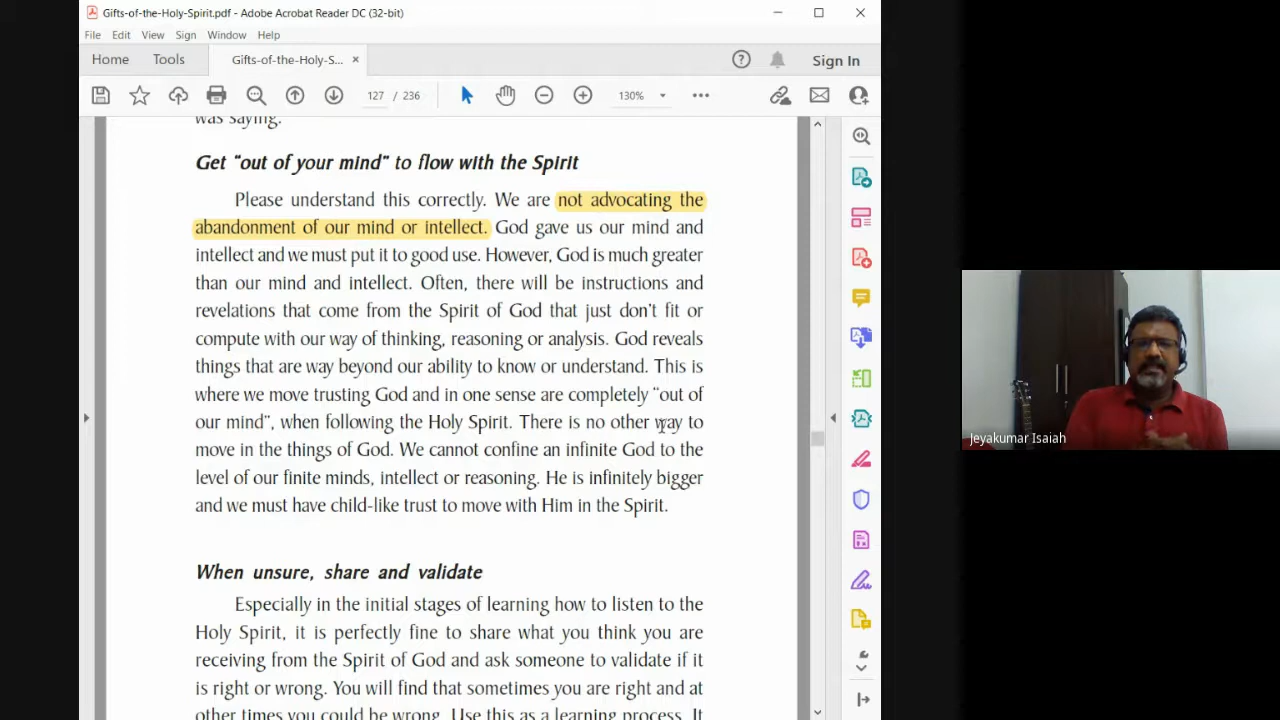 Gifts-of-the-Holy-Spirit.pdf - Adobe Acrobat Reader DC (32-bit)
File Edit View Sign Window Help
Home Tools Gifts-of-the-Holy-S... × Sign In
127 / 236 130%
was saying.
Get "out of your mind" to flow with the Spirit
Please understand this correctly. We are not advocating the
abandonment of our mind or intellect. God gave us our mind and
intellect and we must put it to good use. However, God is much greater
than our mind and intellect. Often, there will be instructions and
revelations that come from the Spirit of God that just don't fit or
compute with our way of thinking, reasoning or analysis. God reveals
things that are way beyond our ability to know or understand. This is
where we move trusting God and in one sense are completely "out of
our mind", when following the Holy Spirit. There is no other way to
move in the things of God. We cannot confine an infinite God to the
level of our finite minds, intellect or reasoning. He is infinitely bigger
and we must have child-like trust to move with Him in the Spirit.
When unsure, share and validate
Especially in the initial stages of learning how to listen to the
Holy Spirit, it is perfectly fine to share what you think you are
receiving from the Spirit of God and ask someone to validate if it
is right or wrong. You will find that sometimes you are right and at
other times you could be wrong. Use this as a learning process. It
Jeyakumar Isaiah